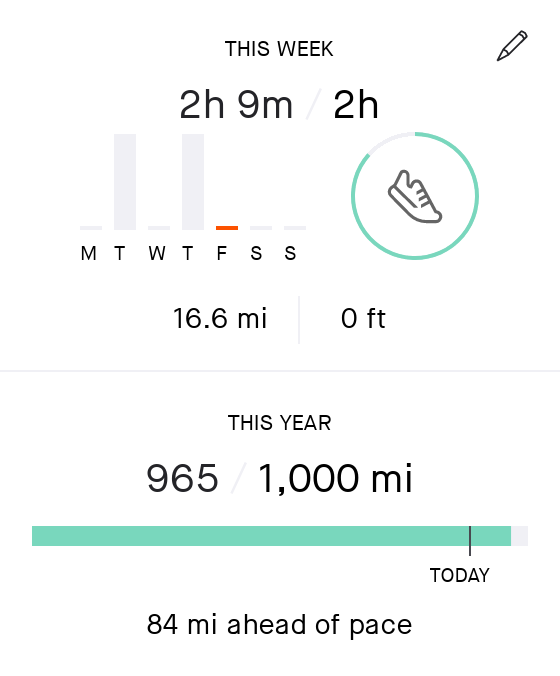 THIS WEEK
2h 9m / 2h
M T W T F S S
16.6 mi 0 ft
THIS YEAR
965 / 1,000 mi
TODAY
84 mi ahead of pace